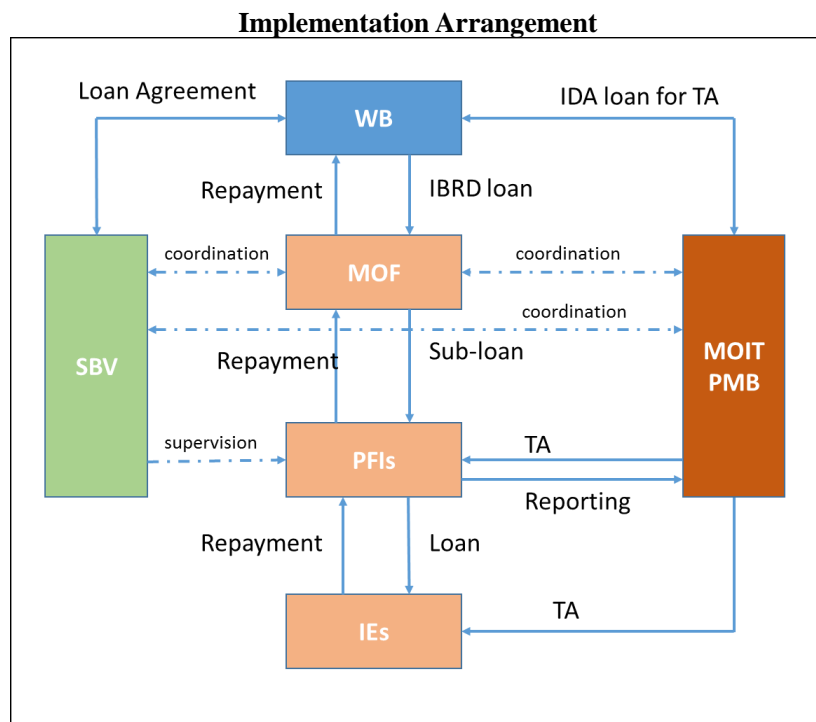 Implementation Arrangement
Loan Agreement
WB
IDA loan for TA
Repayment
IBRD loan
coordination
MOF
coordination
coordination
SBV
Repayment
Sub-loan
MOIT
PMB
supervision
PFIs
TA
Reporting
Repayment
Loan
IEs
TA